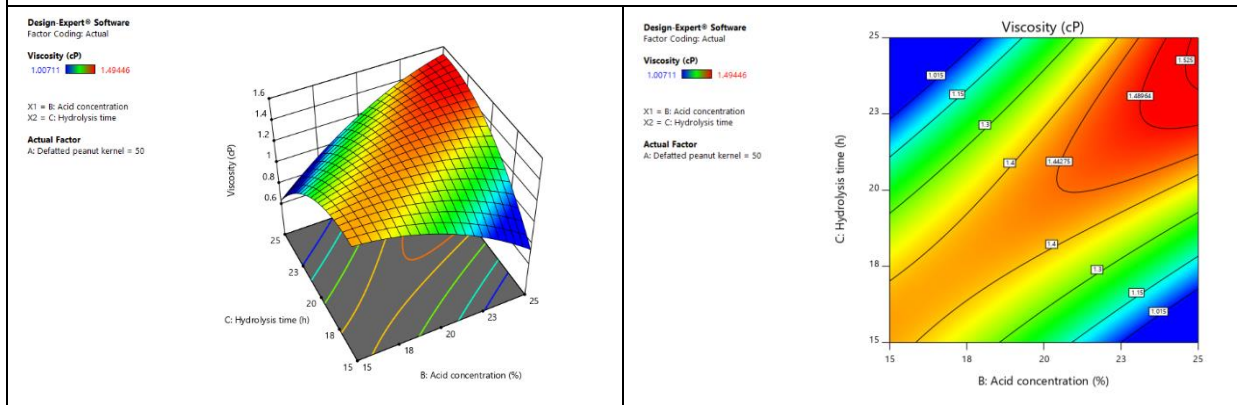 Design-Expert® Software
Factor Coding: Actual
Viscosity (cP)
1.00711 1.49446
X1 = B: Acid concentration
X2 = C: Hydrolysis time
Actual Factor
A: Defatted peanut kernel = 50
1.6
1.4
1.2
1
0.8
0.6
Viscosity (cP)
25
23
20
18
15
C: Hydrolysis time (h)
15
18
20
23
25
B: Acid concentration (%)
Design-Expert® Software
Factor Coding: Actual
Viscosity (cP)
1.00711 1.49446
X1 = B: Acid concentration
X2 = C: Hydrolysis time
Actual Factor
A: Defatted peanut kernel = 50
Viscosity (cP)
25
23
20
18
15
C: Hydrolysis time (h)
1.015
1.15
1.3
1.4
1.525
1.48964
1.44275
1.4
1.3
1.15
1.015
15 18 20 23 25
B: Acid concentration (%)